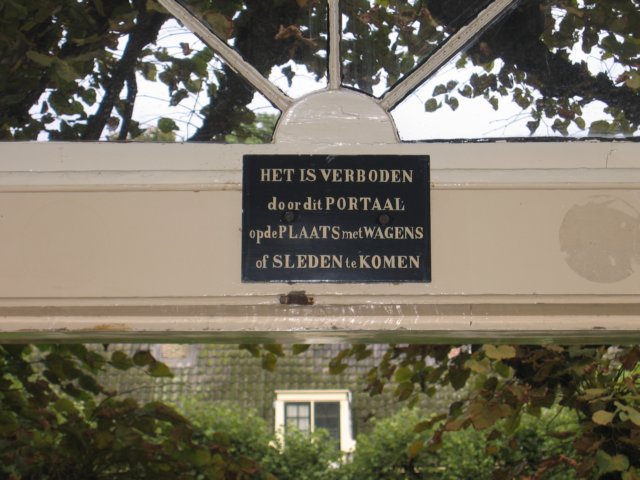 HET IS VERBODEN
door dit PORTAAL
op de PLAATS met WAGENS
of SLEDEN te KOMEN